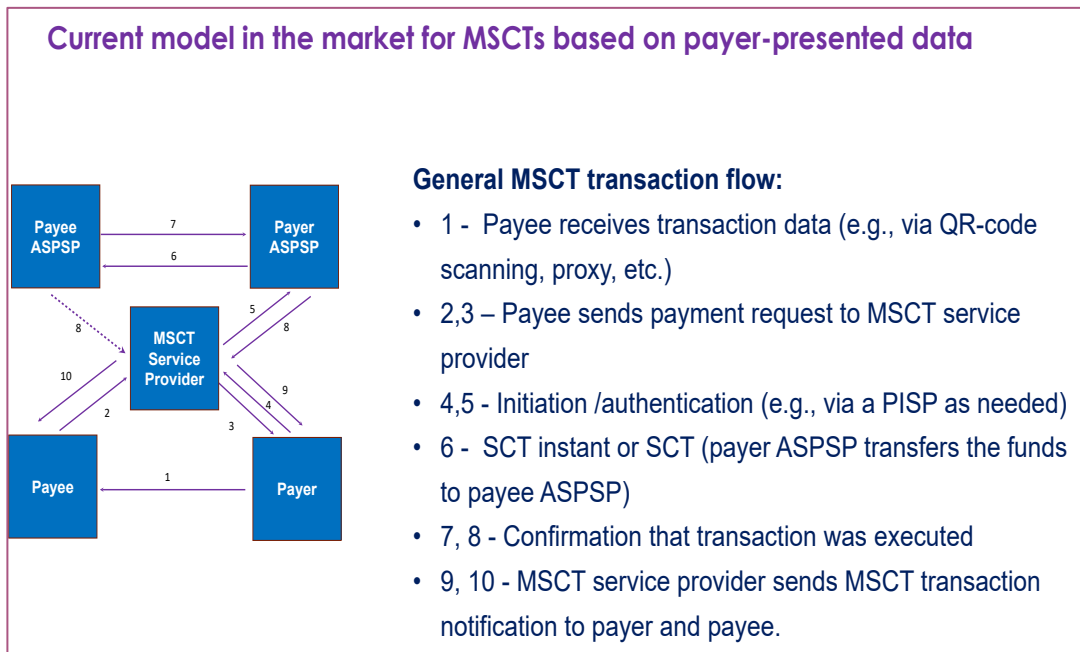 Current model in the market for MSCTs based on payer-presented data
Payee
ASPSP
7
6
Payer
ASPSP
8
MSCT
Service
Provider
5
8
10
2
9
4
3
Payee
1
Payer
General MSCT transaction flow:
• 1 - Payee receives transaction data (e.g., via QR-code
scanning, proxy, etc.)
• 2,3 – Payee sends payment request to MSCT service
provider
• 4,5 - Initiation /authentication (e.g., via a PISP as needed)
• 6 - SCT instant or SCT (payer ASPSP transfers the funds
to payee ASPSP)
• 7, 8 - Confirmation that transaction was executed
• 9, 10 - MSCT service provider sends MSCT transaction
notification to payer and payee.